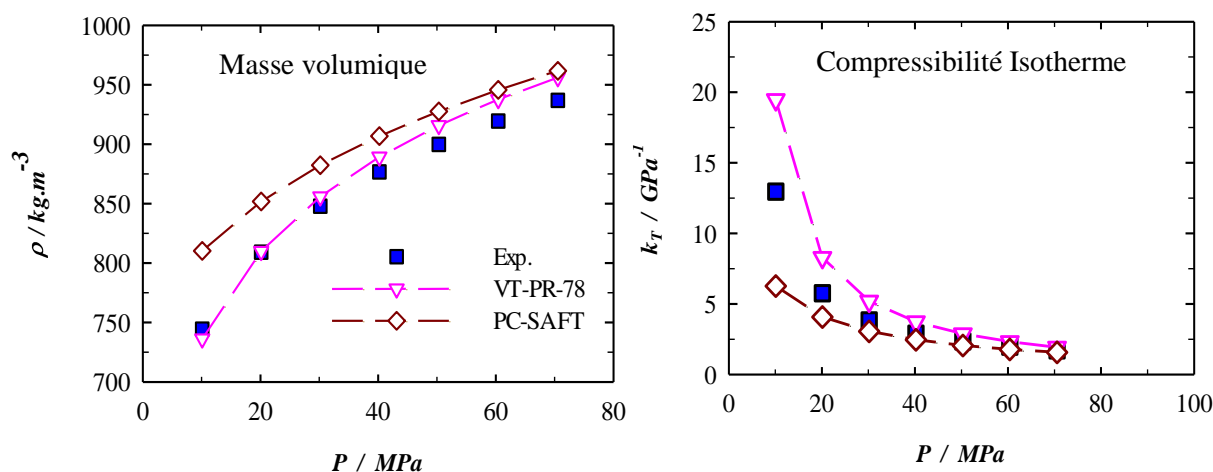 1000
950
900
850
800
750
700
ρ / kg.m⁻³
Masse volumique
Exp.
VT-PR-78
PC-SAFT
0 20 40 60 80
P / MPa
25
20
15
10
5
0
k_T / GPa⁻¹
Compressibilité Isotherme
0 20 40 60 80 100
P / MPa